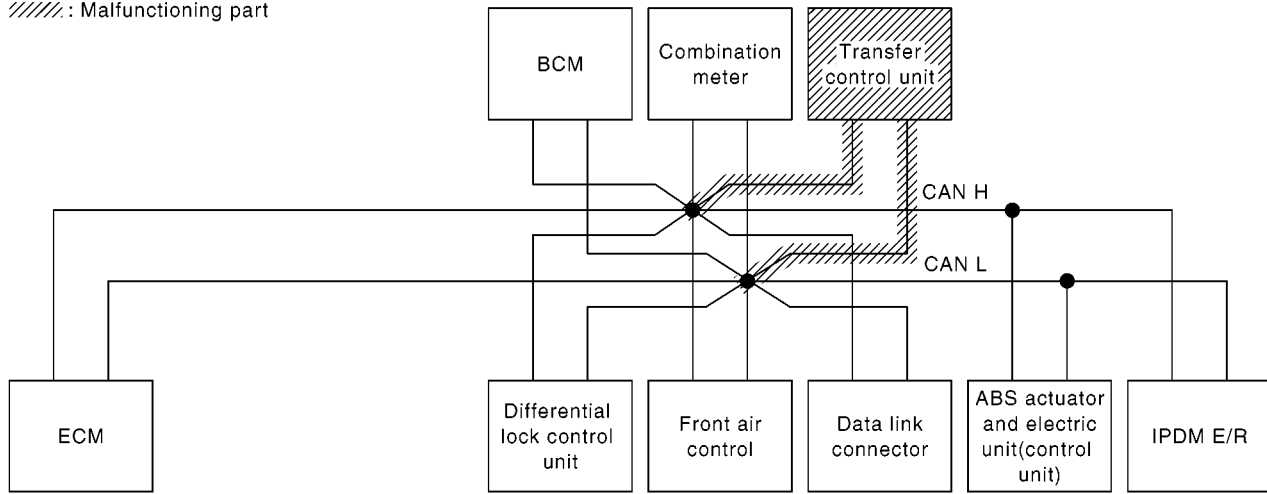 : Malfunctioning part
BCM
Combination
meter
Transfer
control unit
CAN H
CAN L
ECM
Differential
lock control
unit
Front air
control
Data link
connector
ABS actuator
and electric
unit(control
unit)
IPDM E/R